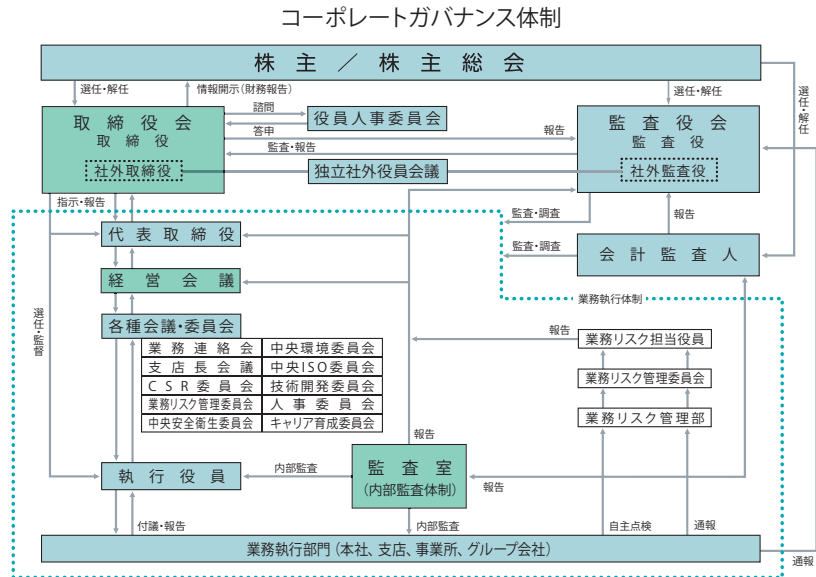 コーポレートガバナンス体制
株主／株主総会
選任・解任
情報開示（財務報告）
選任・解任
選任・解任
取締役会
取締役
社外取締役
諮問
答申
役員人事委員会
報告
監査・報告
独立社外役員会議
監査役会
監査役
社外監査役
指示・報告
監査・調査
報告
代表取締役
監査・調査
会計監査人
経営会議
業務執行体制
選任・監督
各種会議・委員会
業務連絡会 中央環境委員会
支店長会議 中央ISO委員会
CSR委員会 技術開発委員会
業務リスク管理委員会 人事委員会
中央安全衛生委員会 キャリア育成委員会
報告
業務リスク担当役員
業務リスク管理委員会
業務リスク管理部
報告
執行役員
内部監査
監査室
（内部監査体制）
報告
付議・報告
内部監査
自主点検
通報
業務執行部門（本社、支店、事業所、グループ会社）
通報